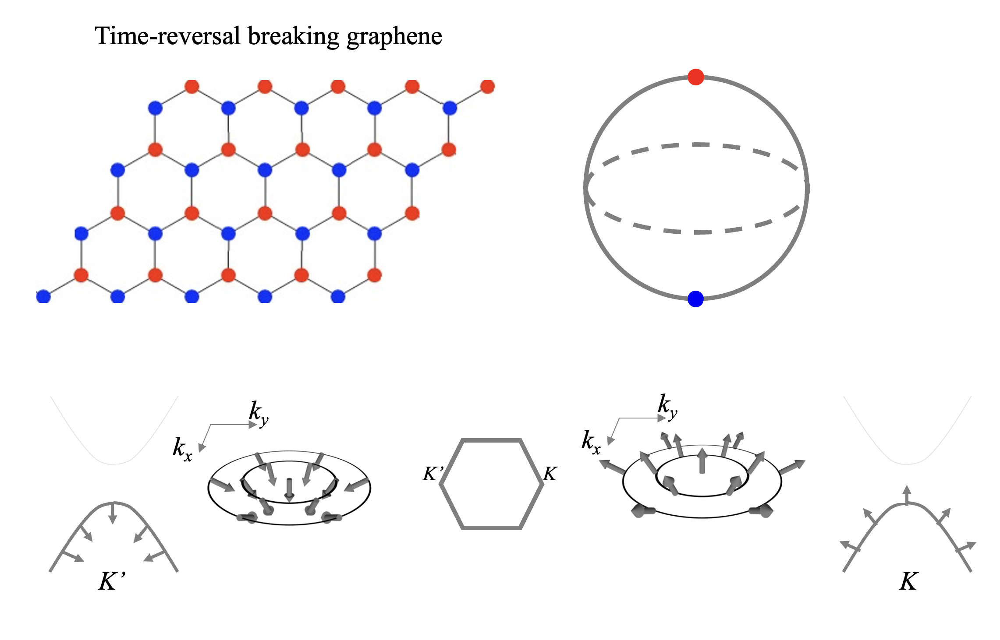 Time-reversal breaking graphene
k_y
k_x
k_y
k_x
K’
K
K’
K